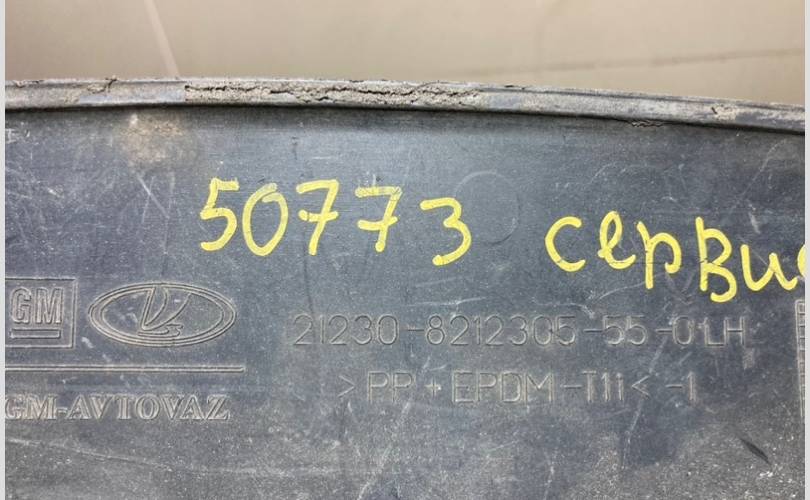 50773 серви
GM
21230-8212305-55-01LH
>PP+EPDM-T11<-1
GM-AVTOVAZ